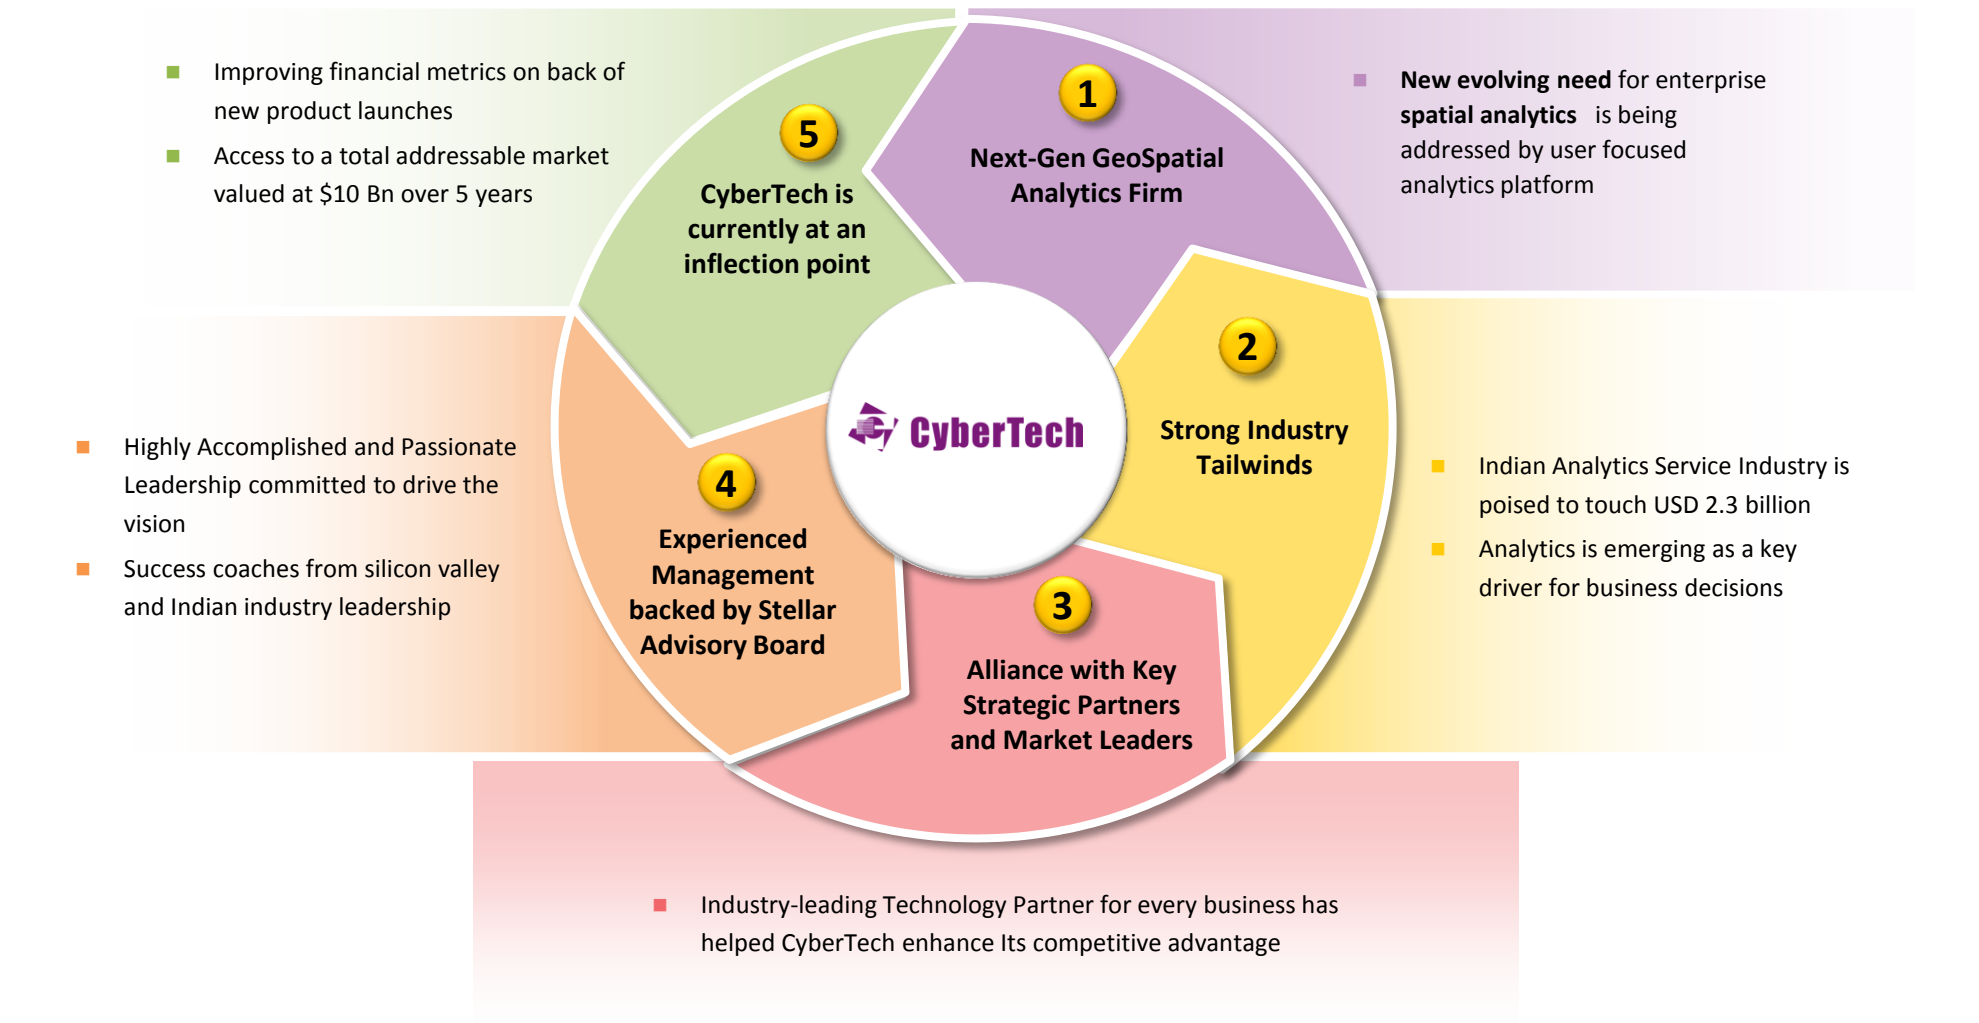 1
Next-Gen GeoSpatial
Analytics Firm
New evolving need for enterprise
spatial analytics is being
addressed by user focused
analytics platform
2
Strong Industry
Tailwinds
Indian Analytics Service Industry is
poised to touch USD 2.3 billion
Analytics is emerging as a key
driver for business decisions
3
Alliance with Key
Strategic Partners
and Market Leaders
Industry-leading Technology Partner for every business has
helped CyberTech enhance Its competitive advantage
4
Experienced
Management
backed by Stellar
Advisory Board
Highly Accomplished and Passionate
Leadership committed to drive the
vision
Success coaches from silicon valley
and Indian industry leadership
5
CyberTech is
currently at an
inflection point
Improving financial metrics on back of
new product launches
Access to a total addressable market
valued at $10 Bn over 5 years
CyberTech